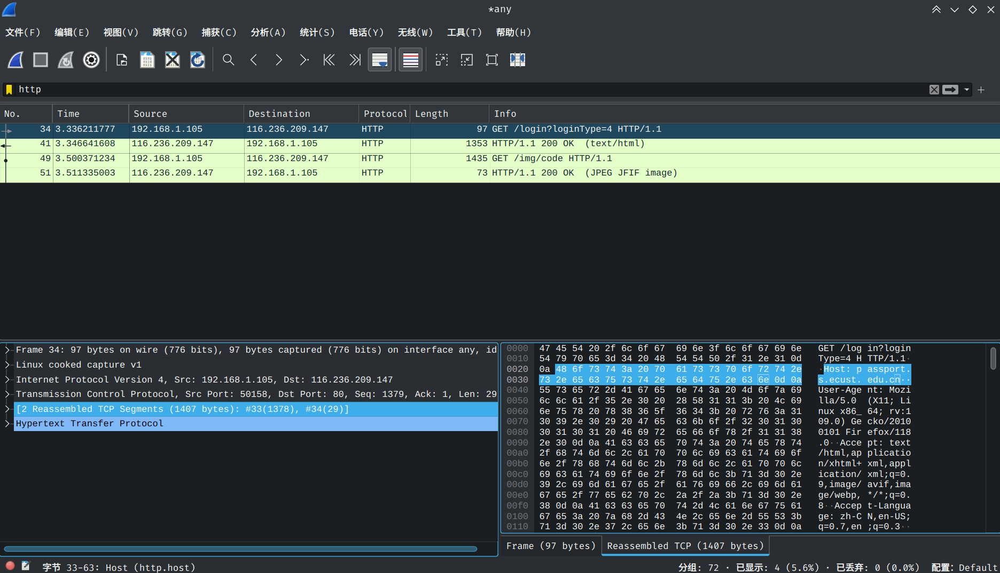 *any
文件(F) 编辑(E) 视图(V) 跳转(G) 捕获(C) 分析(A) 统计(S) 电话(Y) 无线(W) 工具(T) 帮助(H)
http
No. Time Source Destination Protocol Length Info
34 3.336211777 192.168.1.105 116.236.209.147 HTTP 97 GET /login?loginType=4 HTTP/1.1
41 3.346641608 116.236.209.147 192.168.1.105 HTTP 1353 HTTP/1.1 200 OK  (text/html)
49 3.500371234 192.168.1.105 116.236.209.147 HTTP 1435 GET /img/code HTTP/1.1
51 3.511335003 116.236.209.147 192.168.1.105 HTTP 73 HTTP/1.1 200 OK  (JPEG JFIF image)
Frame 34: 97 bytes on wire (776 bits), 97 bytes captured (776 bits) on interface any, id
Linux cooked capture v1
Internet Protocol Version 4, Src: 192.168.1.105, Dst: 116.236.209.147
Transmission Control Protocol, Src Port: 50158, Dst Port: 80, Seq: 1379, Ack: 1, Len: 29
[2 Reassembled TCP Segments (1407 bytes): #33(1378), #34(29)]
Hypertext Transfer Protocol
0000 47 45 54 20 2f 6c 6f 67 69 6e 3f 6c 6f 67 69 6e GET /log in?login
0010 54 79 70 65 3d 34 20 48 54 54 50 2f 31 2e 31 0d Type=4 H TTP/1.1·
0020 0a 48 6f 73 74 3a 20 70 61 73 73 70 6f 72 74 2e ·Host: p assport.
0030 73 2e 65 63 75 73 74 2e 65 64 75 2e 63 6e 0d 0a s.ecust. edu.cn··
0040 55 73 65 72 2d 41 67 65 6e 74 3a 20 4d 6f 7a 69 User-Age nt: Mozi
0050 6c 6c 61 2f 35 2e 30 20 28 58 31 31 3b 20 4c 69 lla/5.0 (X11; Li
0060 6e 75 78 20 78 38 36 5f 36 34 3b 20 72 76 3a 31 nux x86_ 64; rv:1
0070 30 39 2e 30 29 20 47 65 63 6b 6f 2f 32 30 31 30 09.0) Ge cko/2010
0080 30 31 30 31 20 46 69 72 65 66 6f 78 2f 31 31 38 0101 Fir efox/118
0090 2e 30 0d 0a 41 63 63 65 70 74 3a 20 74 65 78 74 .0··Acce pt: text
00a0 2f 68 74 6d 6c 2c 61 70 70 6c 69 63 61 74 69 6f /html,ap plicatio
00b0 6e 2f 78 68 74 6d 6c 2b 78 6d 6c 2c 61 70 70 6c n/xhtml+ xml,appl
00c0 69 63 61 74 69 6f 6e 2f 78 6d 6c 3b 71 3d 30 2e ication/ xml;q=0.
00d0 39 2c 69 6d 61 67 65 2f 61 76 69 66 2c 69 6d 61 9,image/ avif,ima
00e0 67 65 2f 77 65 62 70 2c 2a 2f 2a 3b 71 3d 30 2e ge/webp, */*;q=0.
00f0 38 0d 0a 41 63 63 65 70 74 2d 4c 61 6e 67 75 61 8··Accep t-Langua
0100 67 65 3a 20 7a 68 2d 43 4e 2c 65 6e 2d 55 53 3b ge: zh-C N,en-US;
0110 71 3d 30 2e 37 2c 65 6e 3b 71 3d 30 2e 33 0d 0a q=0.7,en ;q=0.3··
Frame (97 bytes) Reassembled TCP (1407 bytes)
字节 33-63: Host (http.host) 分组: 72 · 已显示: 4 (5.6%) · 已丢弃: 0 (0.0%) 配置: Default